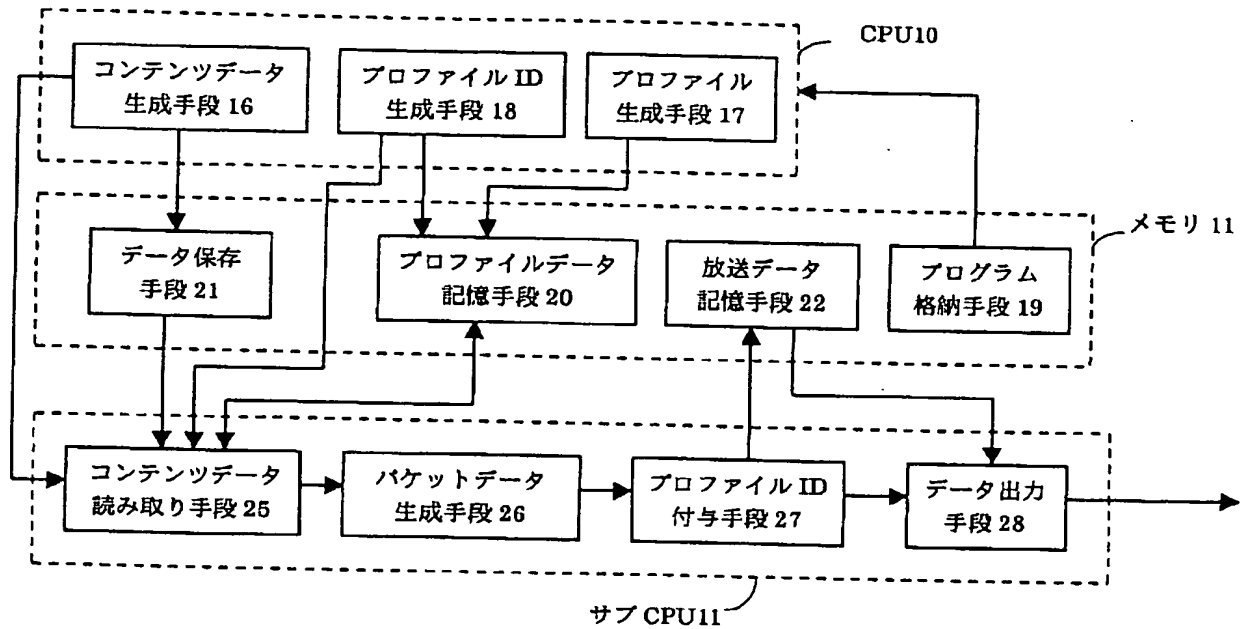 CPU10
コンテンツデータ
生成手段 16
プロファイル ID
生成手段 18
プロファイル
生成手段 17
メモリ 11
データ保存
手段 21
プロファイルデータ
記憶手段 20
放送データ
記憶手段 22
プログラム
格納手段 19
コンテンツデータ
読み取り手段 25
パケットデータ
生成手段 26
プロファイル ID
付与手段 27
データ出力
手段 28
サブ CPU11